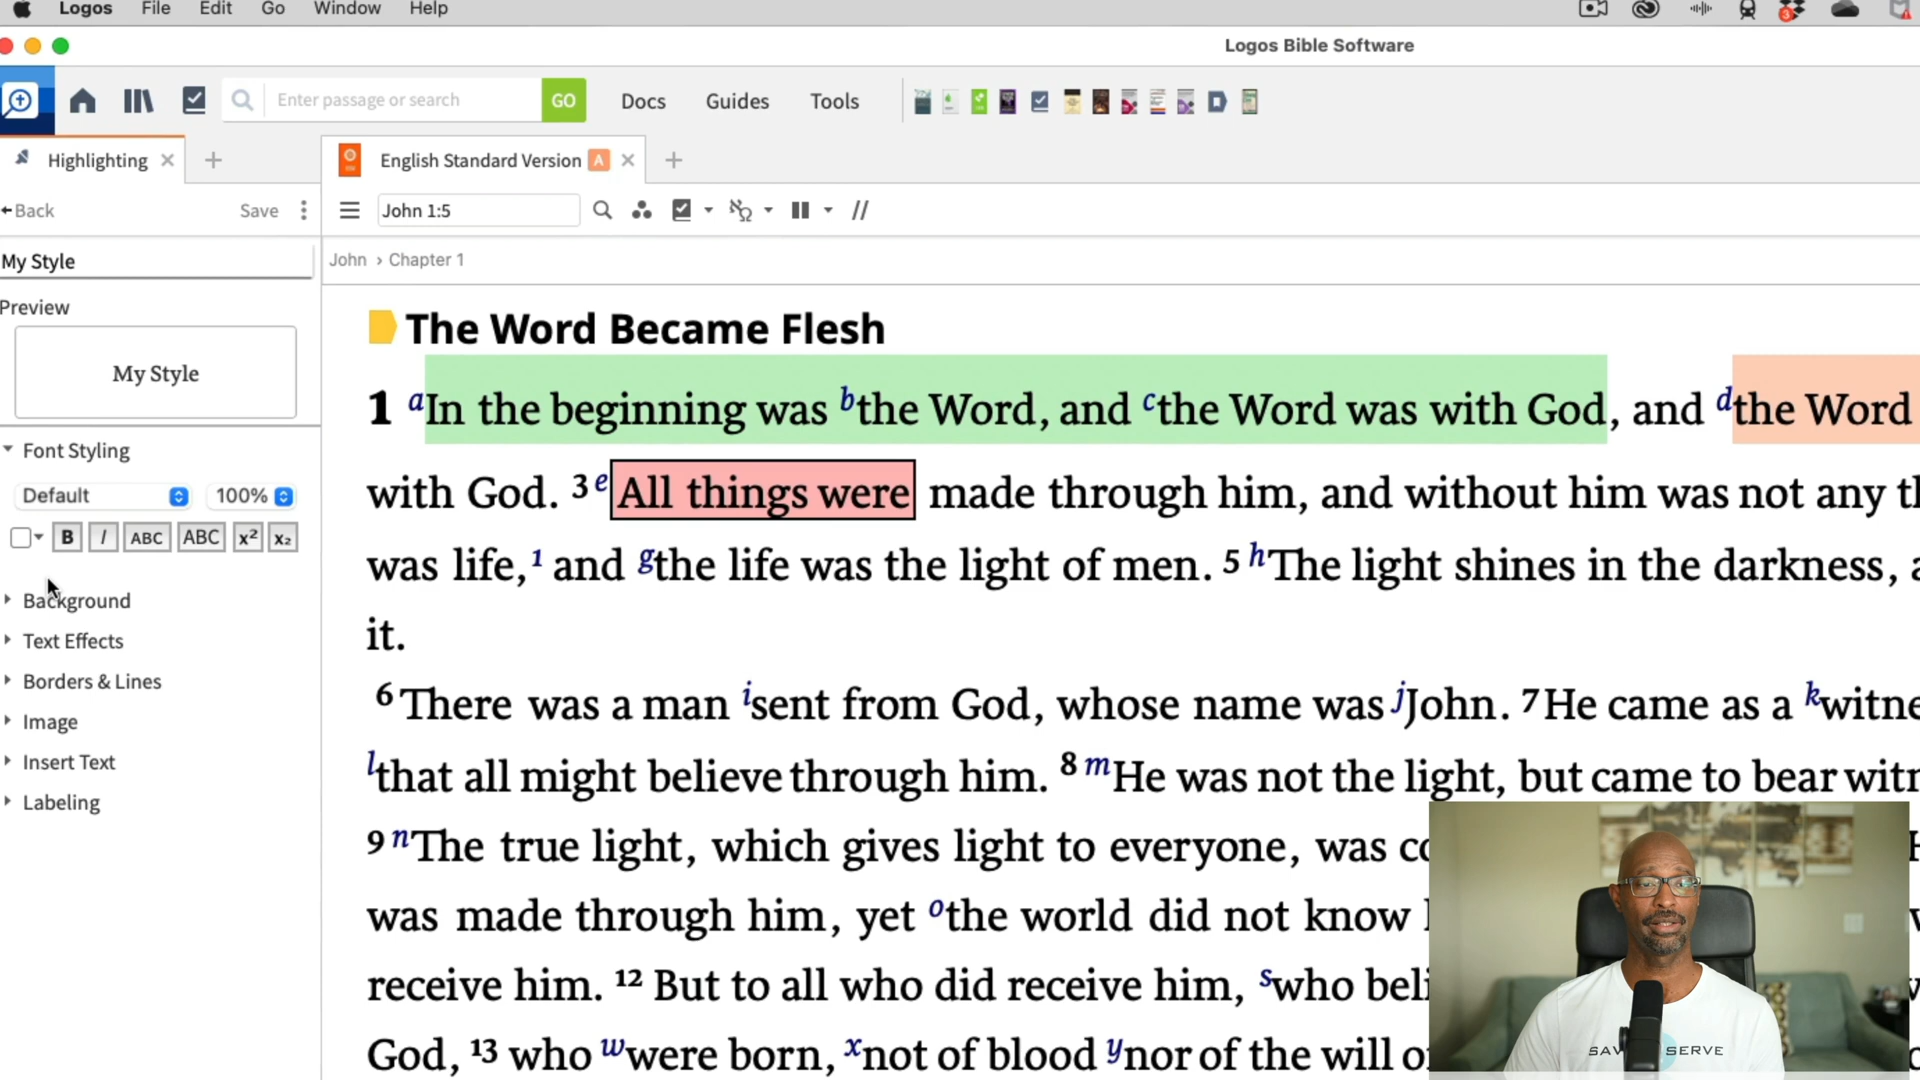 Logos File Edit Go Window Help
3
Logos Bible Software
Enter passage or search GO Docs Guides Tools
Highlighting
English Standard Version A
Back Save
John 1:5
My Style
John › Chapter 1
Preview
My Style
Font Styling
Default 100%
B I ABC ABC x² x₂
Background
Text Effects
Borders & Lines
Image
Insert Text
Labeling
The Word Became Flesh
1 aIn the beginning was bthe Word, and cthe Word was with God, and dthe Word
with God. 3 eAll things were made through him, and without him was not any
was life,1 and gthe life was the light of men. 5 hThe light shines in the darkness,
it.
6 There was a man isent from God, whose name was jJohn. 7 He came as a k
lthat all might believe through him. 8 mHe was not the light, but came to bear
9 nThe true light, which gives light to everyone, was
was made through him, yet othe world did not know
receive him. 12 But to all who did receive him, swho
God, 13 who wwere born, xnot of blood ynor of the will
SERVE